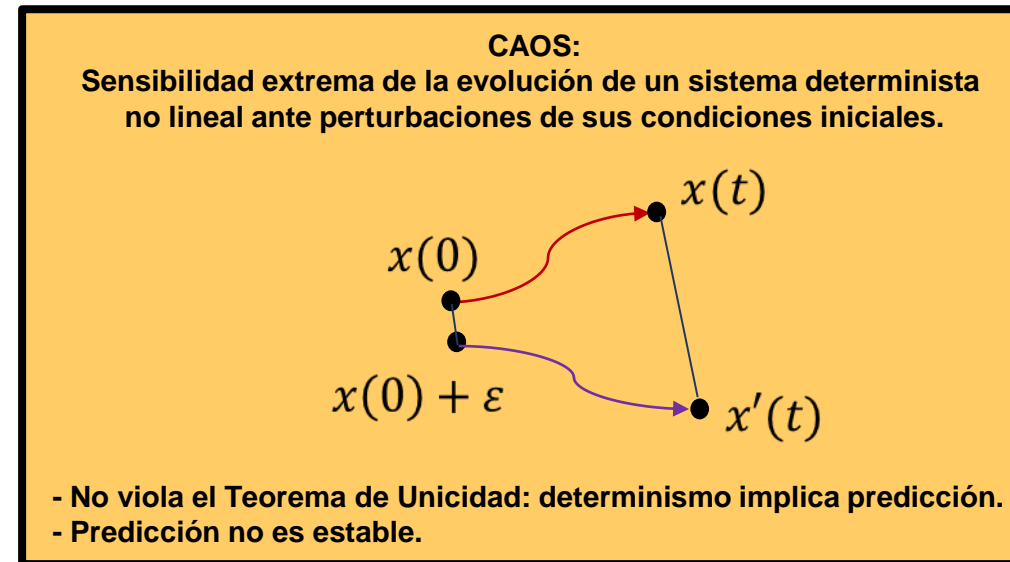 CAOS:
Sensibilidad extrema de la evolución de un sistema determinista
no lineal ante perturbaciones de sus condiciones iniciales.
x(t)
x(0)
x(0) + ε
x′(t)
- No viola el Teorema de Unicidad: determinismo implica predicción.
- Predicción no es estable.